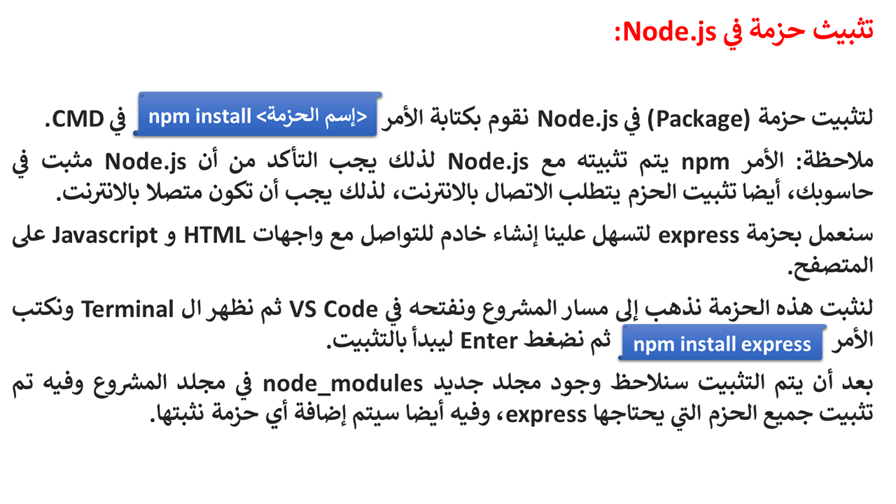 تثبيث حزمة في Node.js:
لتثبيت حزمة (Package) في Node.js نقوم بكتابة الأمر npm install <إسم الحزمة> في CMD.
ملاحظة: الأمر npm يتم تثبيته مع Node.js لذلك يجب التأكد من أن Node.js مثبت في
حاسوبك، أيضا تثبيت الحزم يتطلب الاتصال بالانترنت، لذلك يجب أن تكون متصلا بالانترنت.
سنعمل بحزمة express لتسهل علينا إنشاء خادم للتواصل مع واجهات HTML و Javascript على
المتصفح.
لنثبت هذه الحزمة نذهب إلى مسار المشروع ونفتحه في VS Code ثم نظهر ال Terminal ونكتب
الأمر npm install express ثم نضغط Enter ليبدأ بالتثبيت.
بعد أن يتم التثبيت سنلاحظ وجود مجلد جديد node_modules في مجلد المشروع وفيه تم
تثبيت جميع الحزم التي يحتاجها express، وفيه أيضا سيتم إضافة أي حزمة نثبتها.